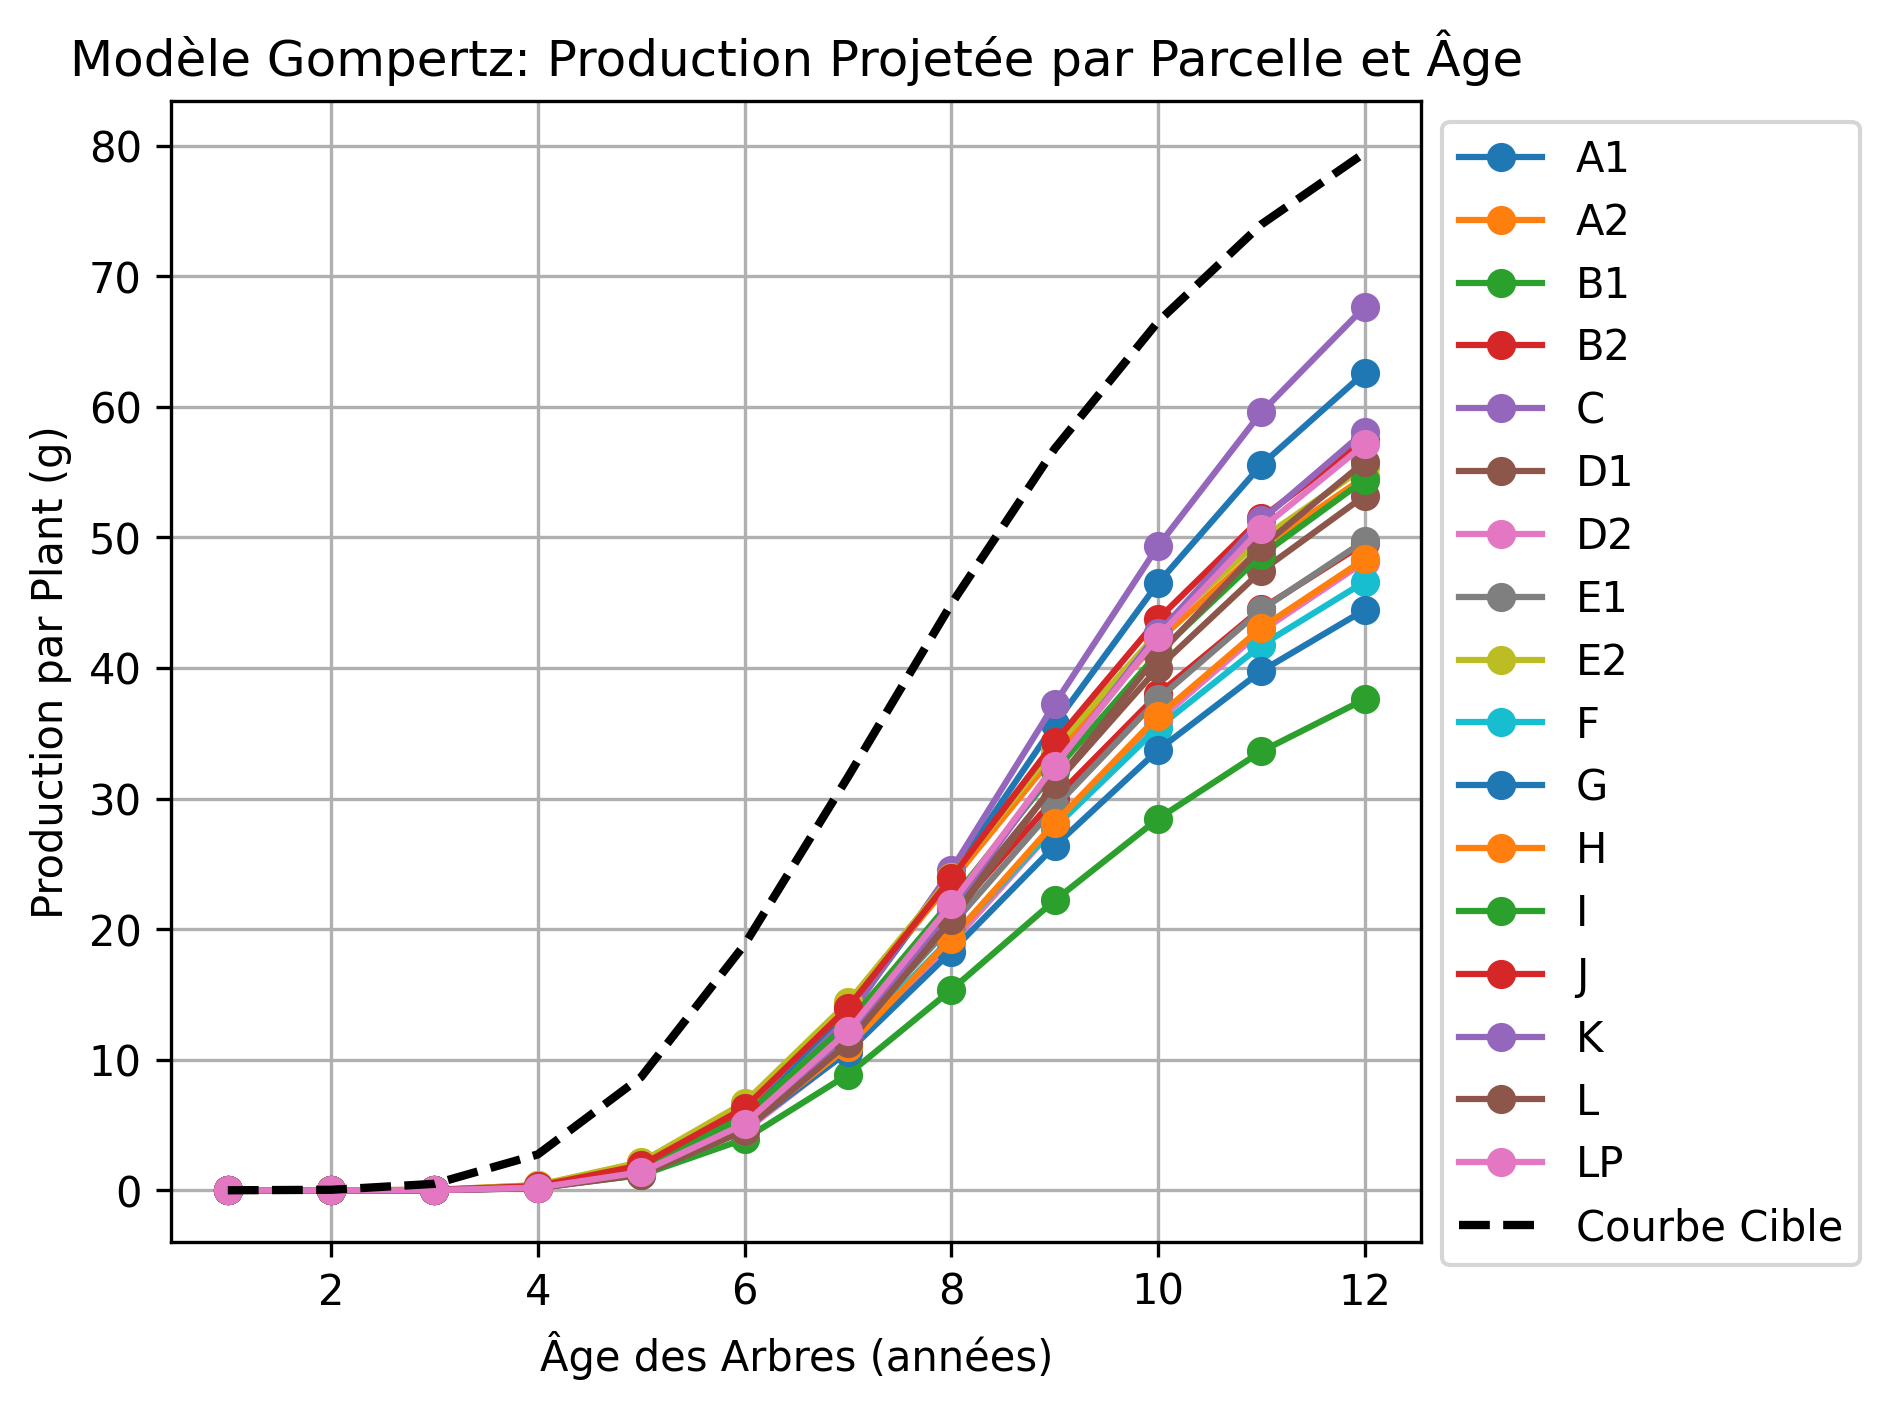 Modèle Gompertz: Production Projetée par Parcelle et Âge
Production par Plant (g)
80
70
60
50
40
30
20
10
0
2
4
6
8
10
12
Âge des Arbres (années)
A1
A2
B1
B2
C
D1
D2
E1
E2
F
G
H
I
J
K
L
LP
Courbe Cible